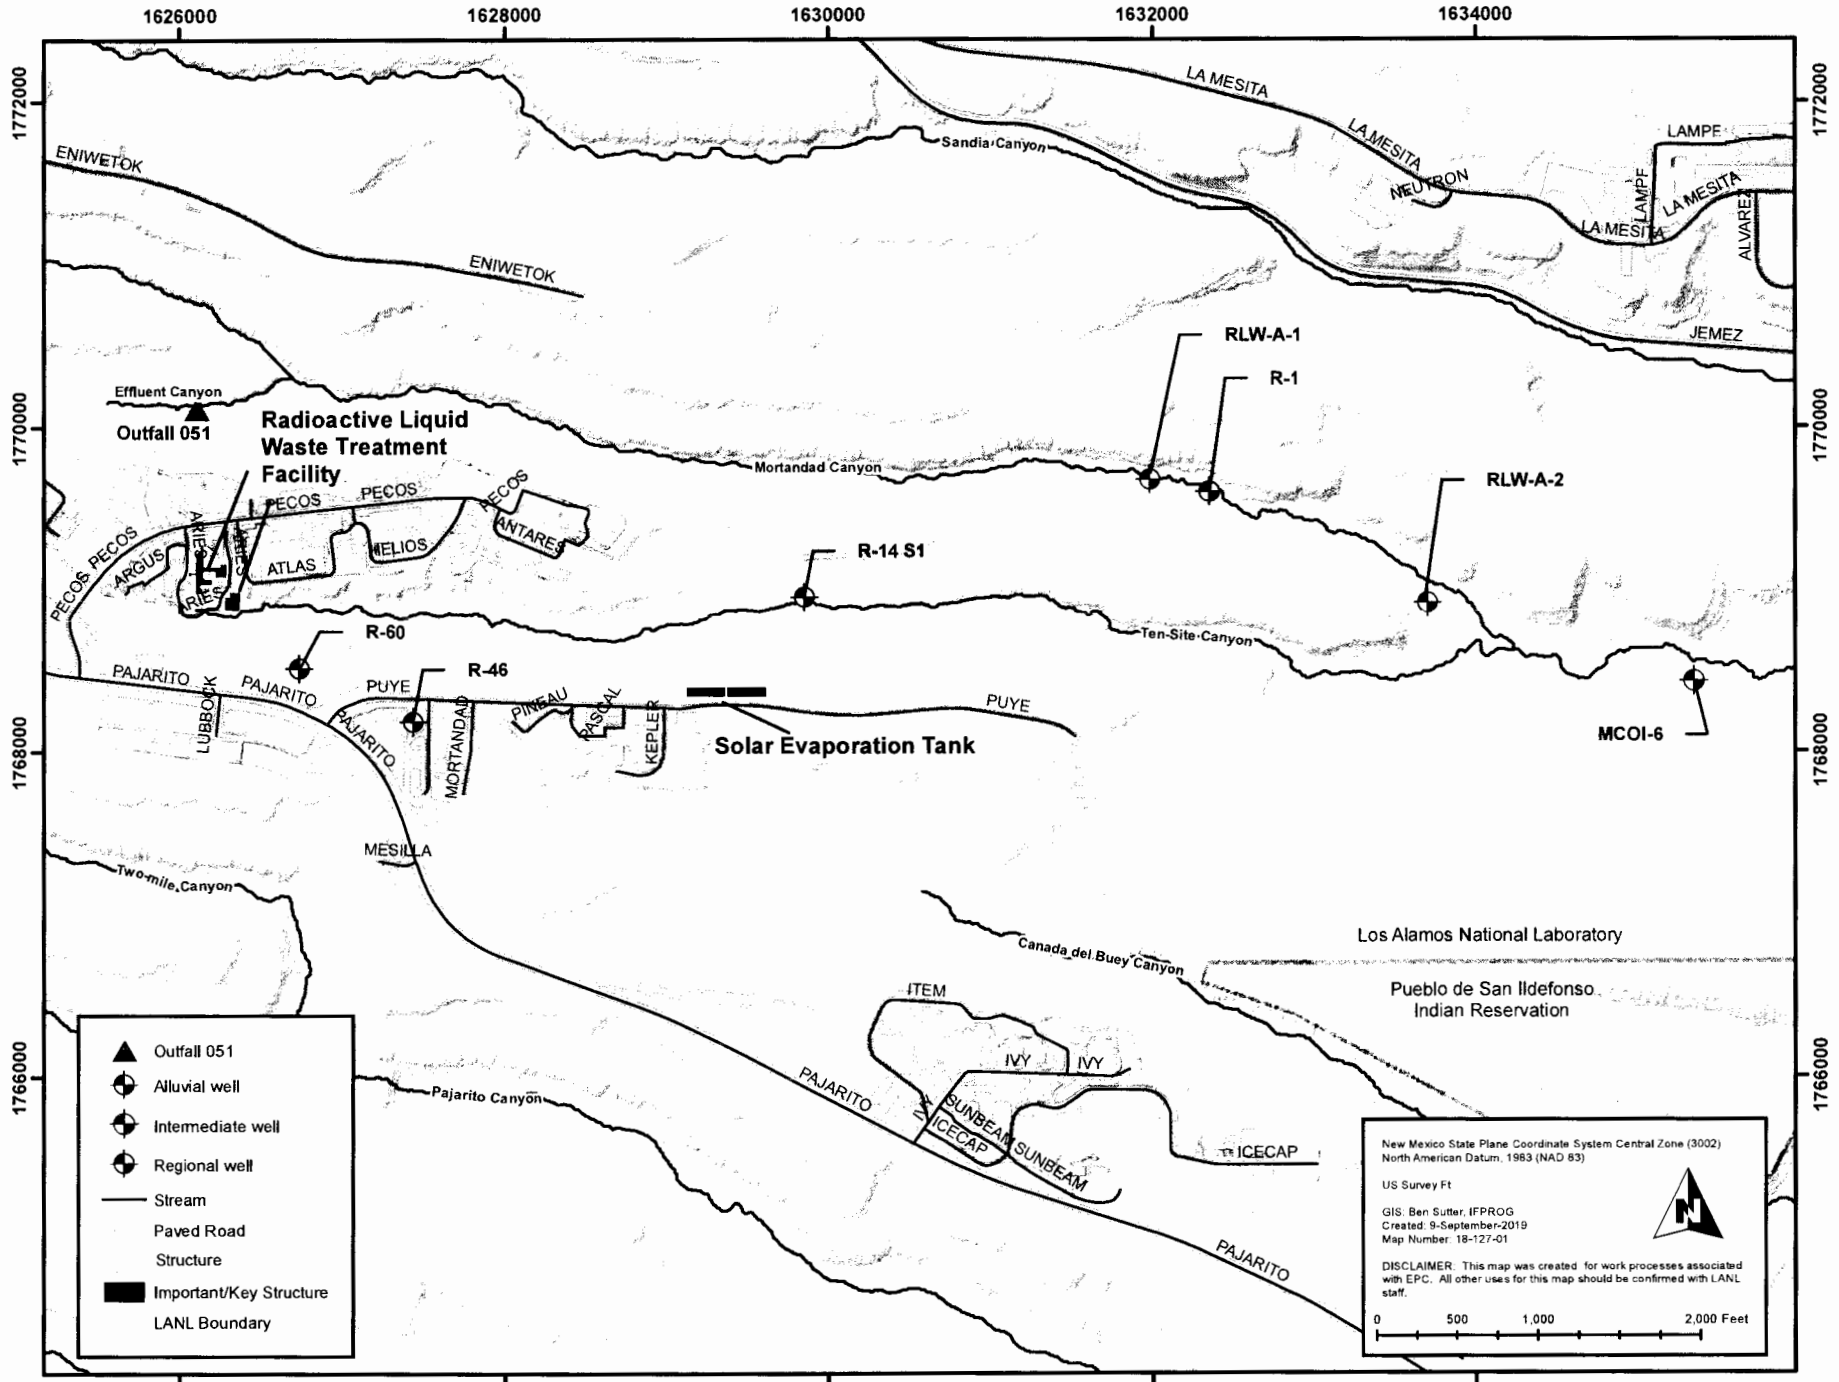 1626000
1628000
1630000
1632000
1634000
1772000
1772000
LA MESITA
LA MESITA
LAMPF
Sandia Canyon
ENIWETOK
NEUTRON
LAMPF
LA MESITA
LA MESITA
ALVAREZ
ENIWETOK
JEMEZ
RLW-A-1
R-1
Effluent Canyon
Outfall 051
1770000
1770000
Radioactive Liquid
Waste Treatment
Facility
Mortandad Canyon
RLW-A-2
PECOS
PECOS
PECOS
PECOS
PECOS
ARIES
ARIES
ARIES
ARGUS
ATLAS
HELIOS
ANTARES
R-14 S1
R-60
Ten Site Canyon
R-46
PAJARITO
PAJARITO
PAJARITO
PUYE
PUYE
LUBBOCK
MORTANDAD
PINEAU
PASCAL
KEPLER
Solar Evaporation Tank
MCOI-6
1768000
1768000
MESILLA
Two-mile Canyon
Canada del Buey Canyon
Los Alamos National Laboratory
Pueblo de San Ildefonso
Indian Reservation
ITEM
IVY
IVY
IVY
1766000
1766000
PAJARITO
SUNBEAM
SUNBEAM
ICECAP
ICECAP
Pajarito Canyon
PAJARITO
Outfall 051
Alluvial well
Intermediate well
Regional well
Stream
Paved Road
Structure
Important/Key Structure
LANL Boundary
New Mexico State Plane Coordinate System Central Zone (3002)
North American Datum, 1983 (NAD 83)
US Survey Ft
GIS: Ben Sutter, IFPROG
Created: 9-September-2019
Map Number: 18-127-01
N
DISCLAIMER: This map was created for work processes associated
with EPC. All other uses for this map should be confirmed with LANL
staff.
0 500 1,000 2,000 Feet